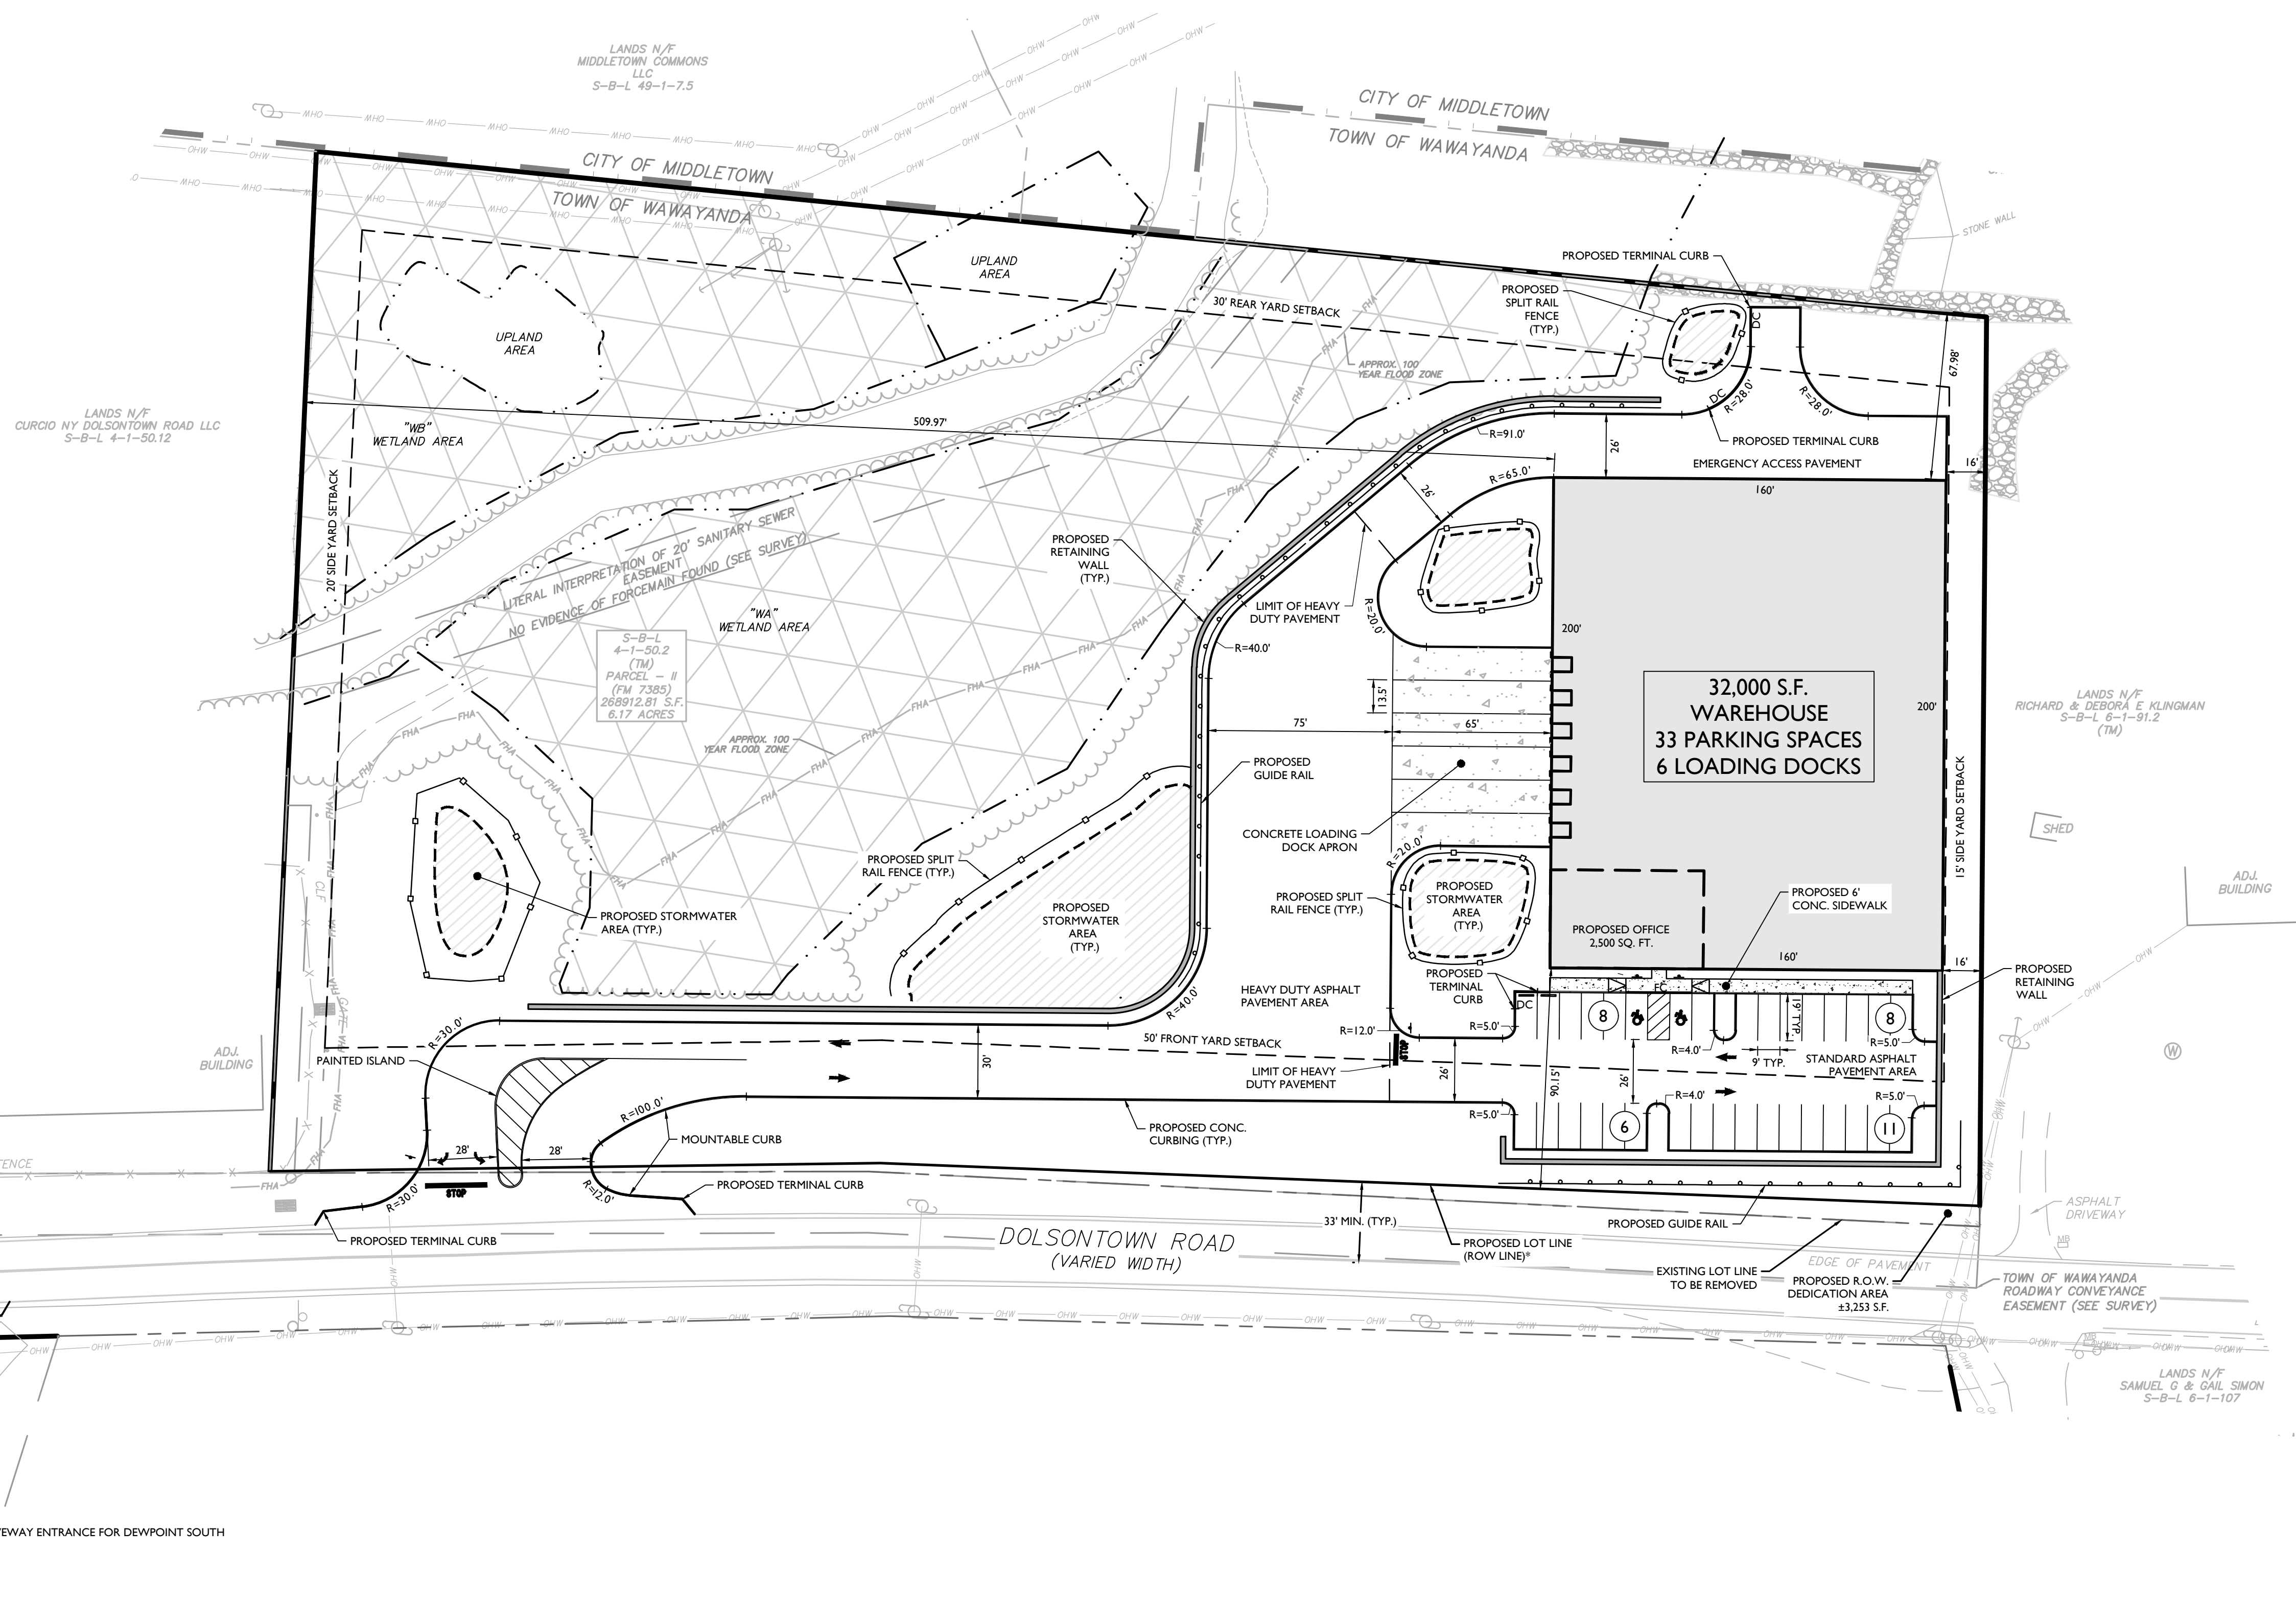 LANDS N/F
MIDDLETOWN COMMONS
LLC
S-B-L 49-1-7.5
CITY OF MIDDLETOWN
TOWN OF WAWAYANDA
CITY OF MIDDLETOWN
TOWN OF WAWAYANDA
STONE WALL
UPLAND
AREA
UPLAND
AREA
PROPOSED TERMINAL CURB
PROPOSED
SPLIT RAIL
FENCE
(TYP.)
30' REAR YARD SETBACK
APPROX. 100
YEAR FLOOD ZONE
DC
DC
R=28.0'
R=28.0'
67.98'
LANDS N/F
CURCIO NY DOLSONTOWN ROAD LLC
S-B-L 4-1-50.12
"WB"
WETLAND AREA
509.97'
R=91.0'
26'
PROPOSED TERMINAL CURB
EMERGENCY ACCESS PAVEMENT
16'
160'
R=65.0'
26'
20' SIDE YARD SETBACK
LITERAL INTERPRETATION OF 20' SANITARY SEWER
EASEMENT
NO EVIDENCE OF FORCEMAIN FOUND (SEE SURVEY)
PROPOSED
RETAINING
WALL
(TYP.)
"WA"
WETLAND AREA
LIMIT OF HEAVY
DUTY PAVEMENT
R=20.0'
200'
R=40.0'
S-B-L
4-1-50.2
(TM)
PARCEL - II
(FM 7385)
268912.81 S.F.
6.17 ACRES
13.5'
75'
65'
32,000 S.F.
WAREHOUSE
33 PARKING SPACES
6 LOADING DOCKS
200'
LANDS N/F
RICHARD & DEBORA E KLINGMAN
S-B-L 6-1-91.2
(TM)
APPROX. 100
YEAR FLOOD ZONE
PROPOSED
GUIDE RAIL
15' SIDE YARD SETBACK
CONCRETE LOADING
DOCK APRON
R=20.0'
SHED
PROPOSED SPLIT
RAIL FENCE (TYP.)
PROPOSED STORMWATER
AREA (TYP.)
PROPOSED
STORMWATER
AREA
(TYP.)
PROPOSED SPLIT
RAIL FENCE (TYP.)
PROPOSED
STORMWATER
AREA
(TYP.)
PROPOSED OFFICE
2,500 SQ. FT.
PROPOSED 6'
CONC. SIDEWALK
ADJ.
BUILDING
CLF
GATE
160'
16'
PROPOSED
RETAINING
WALL
PROPOSED
TERMINAL
CURB
HEAVY DUTY ASPHALT
PAVEMENT AREA
R=40.0'
FC
DC
8
8
19' TYP.
R=12.0'
R=5.0'
R=4.0'
R=5.0'
9' TYP.
STANDARD ASPHALT
PAVEMENT AREA
STOP
R=30.0'
50' FRONT YARD SETBACK
ADJ.
BUILDING
PAINTED ISLAND
30'
LIMIT OF HEAVY
DUTY PAVEMENT
26'
90.15'
26'
W
R=4.0'
R=5.0'
R=5.0'
6
11
R=100.0'
MOUNTABLE CURB
PROPOSED CONC.
CURBING (TYP.)
28'
28'
STOP
R=30.0'
R=12.0'
PROPOSED TERMINAL CURB
PROPOSED TERMINAL CURB
33' MIN. (TYP.)
DOLSONTOWN ROAD
(VARIED WIDTH)
PROPOSED LOT LINE
(ROW LINE)*
PROPOSED GUIDE RAIL
EXISTING LOT LINE
TO BE REMOVED
PROPOSED R.O.W.
DEDICATION AREA
±3,253 S.F.
EDGE OF PAVEMENT
ASPHALT
DRIVEWAY
MB
TOWN OF WAWAYANDA
ROADWAY CONVEYANCE
EASEMENT (SEE SURVEY)
MB
LANDS N/F
SAMUEL G & GAIL SIMON
S-B-L 6-1-107
EWAY ENTRANCE FOR DEWPOINT SOUTH
OHW
FHA